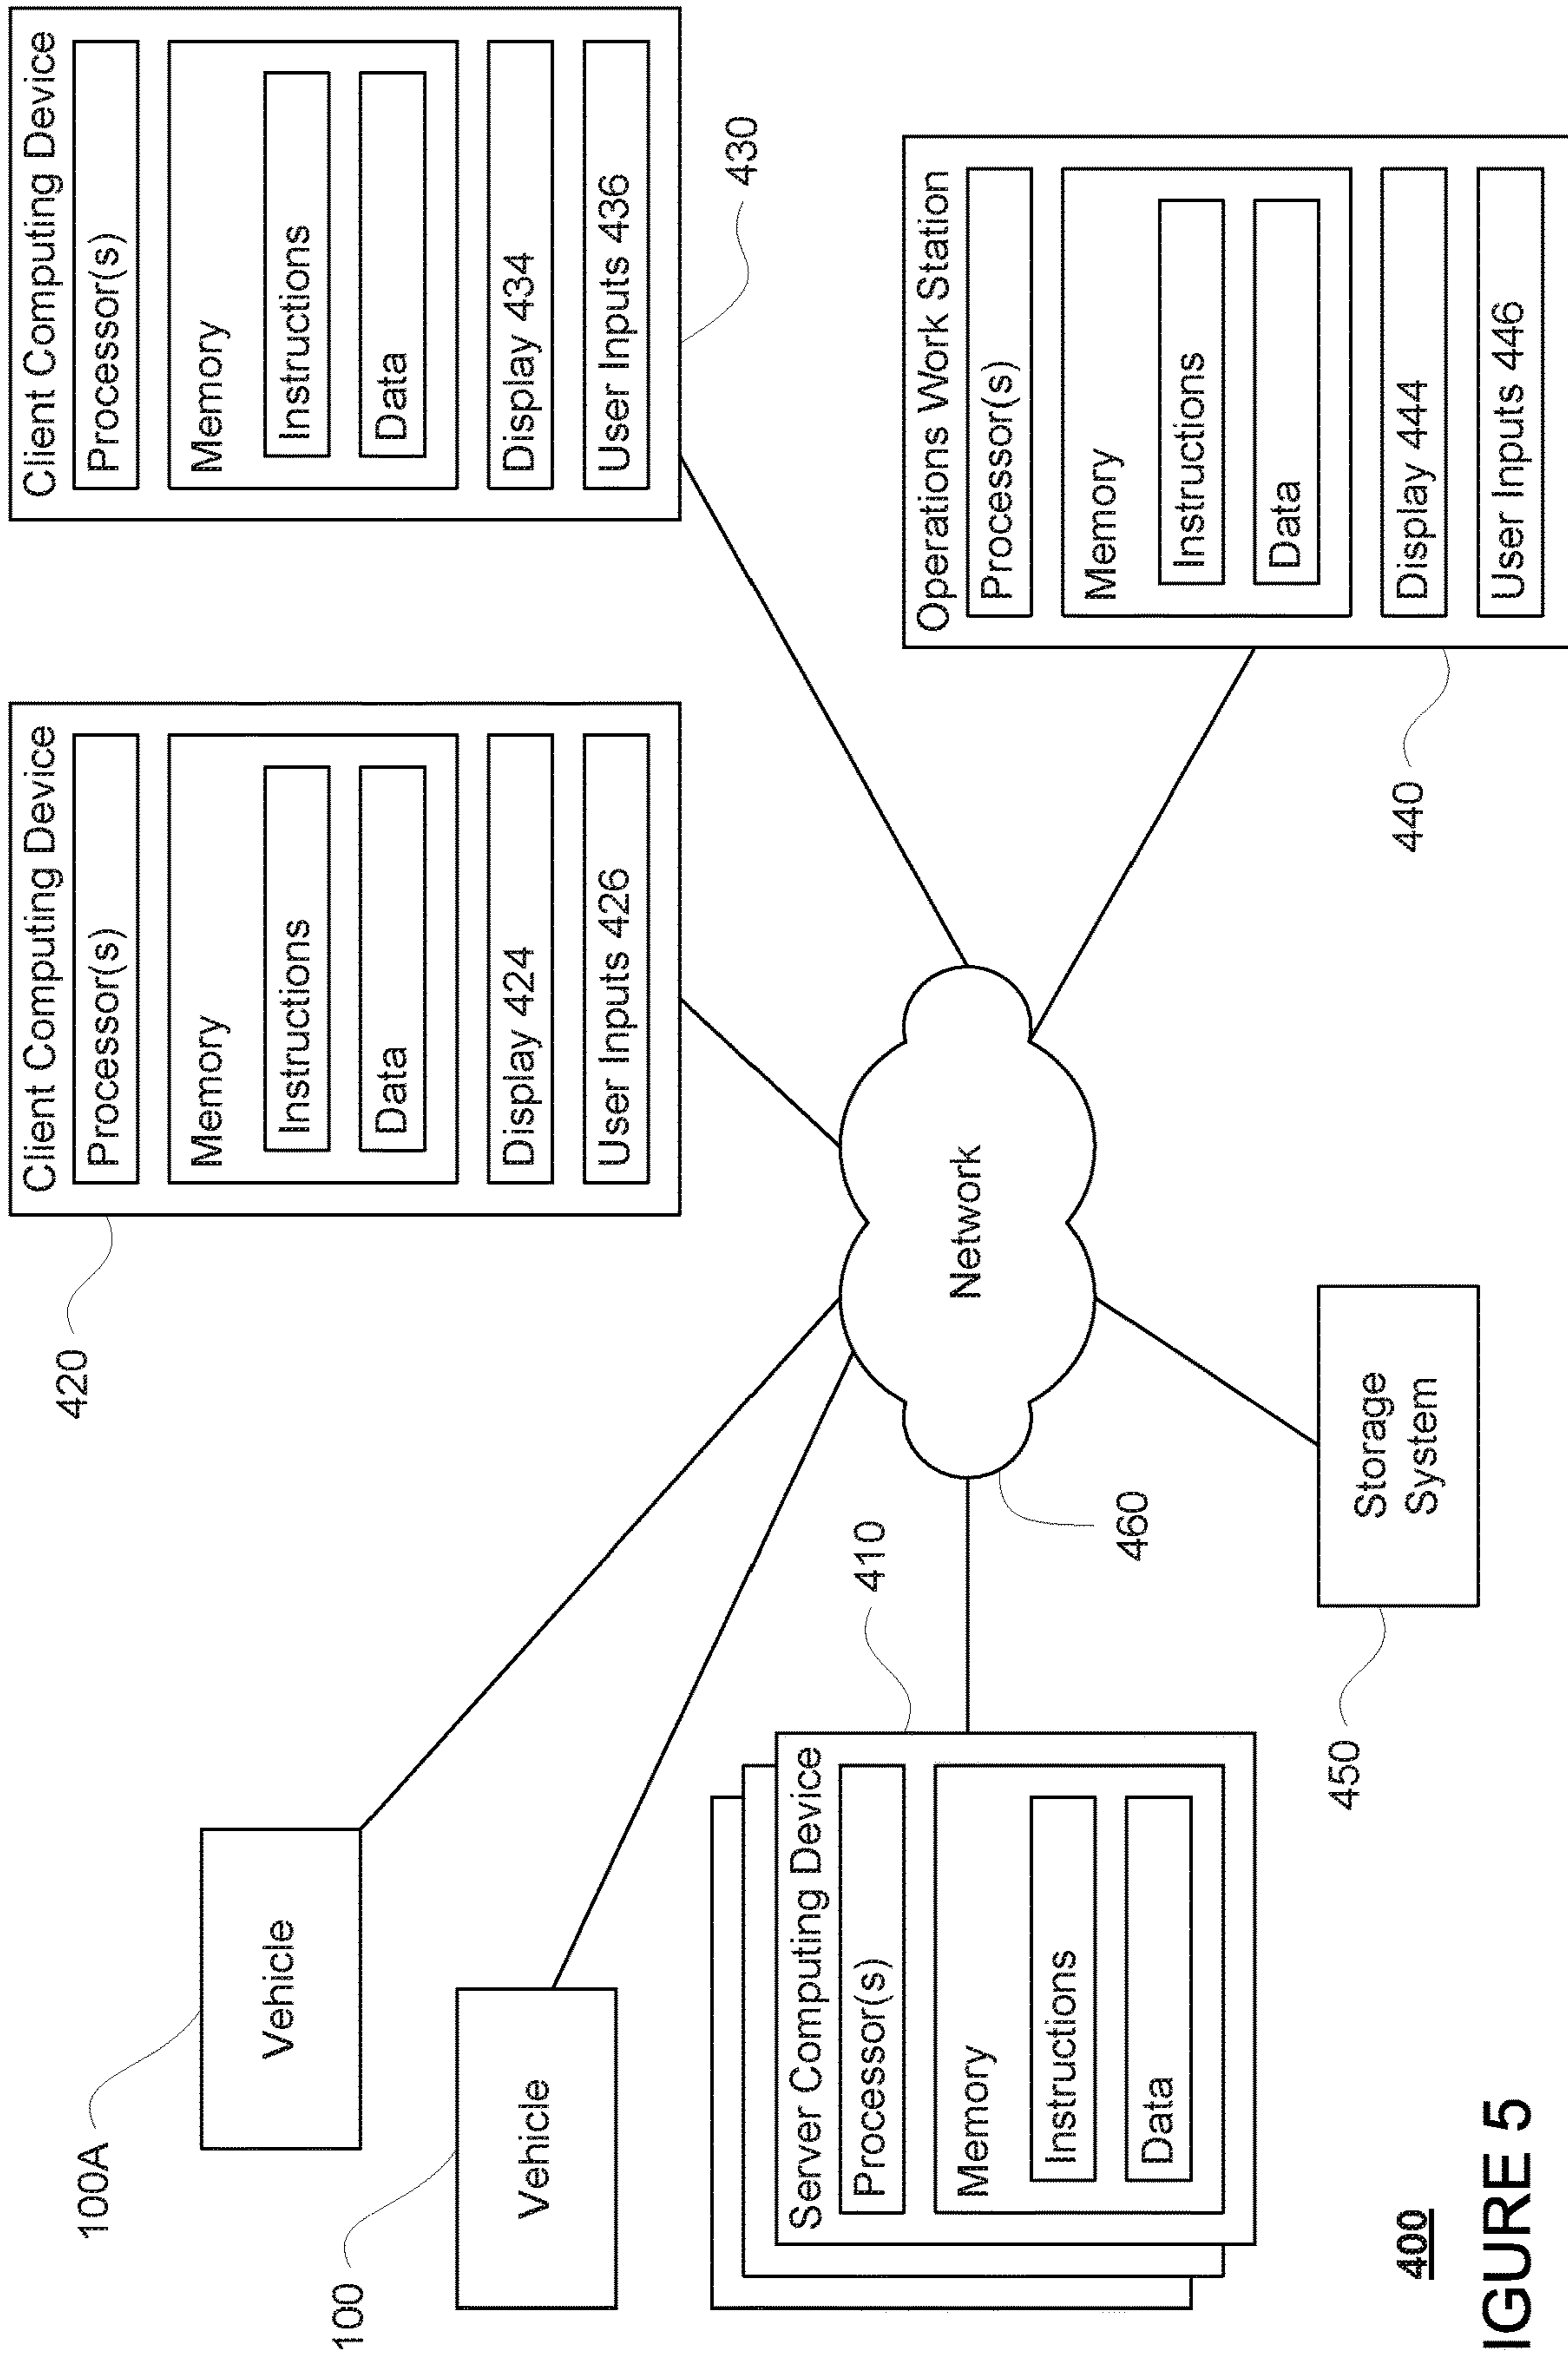 Client Computing Device
Processor(s)
Memory
Instructions
Data
Display 424
User Inputs 426
420
Client Computing Device
Processor(s)
Memory
Instructions
Data
Display 434
User Inputs 436
430
100A
Vehicle
100
Vehicle
Server Computing Device
Processor(s)
Memory
Instructions
Data
410
Network
460
Operations Work Station
Processor(s)
Memory
Instructions
Data
Display 444
User Inputs 446
440
Storage
System
450
400
IGURE 5